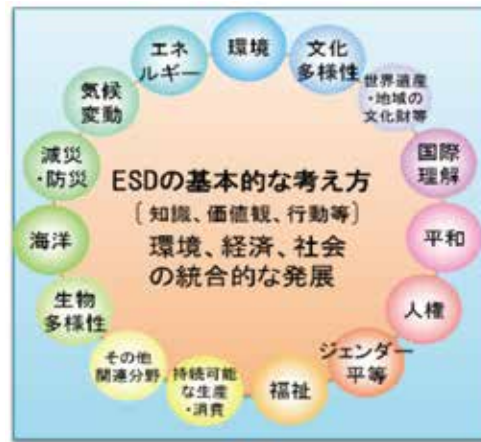 環境
文化
多様性
世界遺産
・地域の
文化財等
国際
理解
平和
人権
ジェンダー
平等
福祉
持続可能
な生産
・消費
その他
関連分野
生物
多様性
海洋
減災
・防災
気候
変動
エネ
ルギー
ESDの基本的な考え方
[知識、価値観、行動等]
環境、経済、社会
の統合的な発展